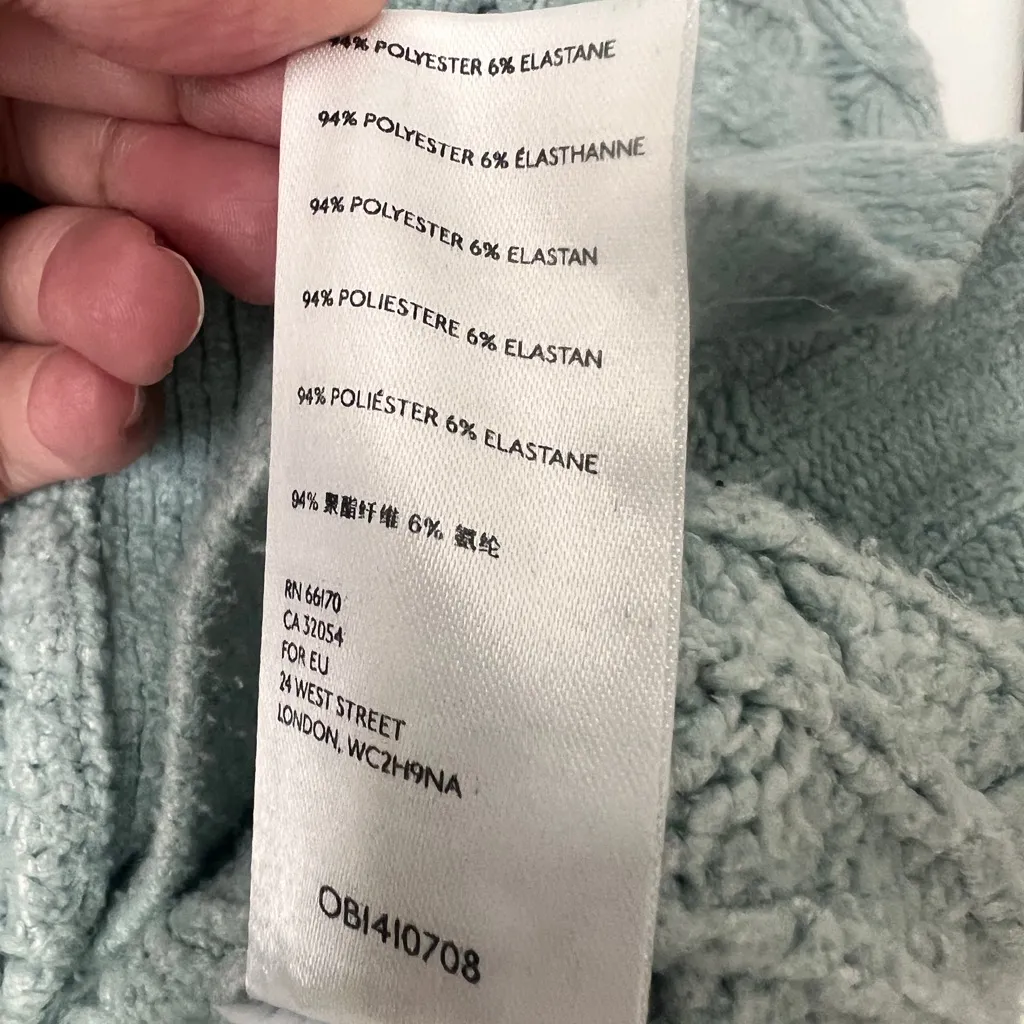 94% POLYESTER 6% ELASTANE
94% POLYESTER 6% ÉLASTHANNE
94% POLYESTER 6% ELASTAN
94% POLIESTERE 6% ELASTAN
94% POLIÉSTER 6% ELASTANE
94% 聚酯纤维 6% 氨纶
RN 66170
CA 32054
FOR EU
24 WEST STREET
LONDON, WC2H9NA
OB1410708